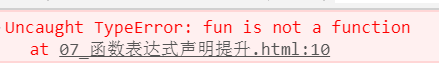 Uncaught TypeError: fun is not a function
at 07_函数表达式声明提升.html:10